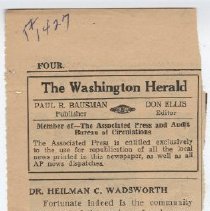 FOUR.
The Washington Herald
PAUL R. BAUSMAN DON ELLIS
Publisher Editor
Member of—The Associated Press and Audit
Bureau of Circulations
The Associated Press is entitled exclusively
to the use for republication of all the local
news printed in this newspaper, as well as all
AP news dispatches.
DR. HEILMAN C. WADSWORTH
Fortunate indeed is the community